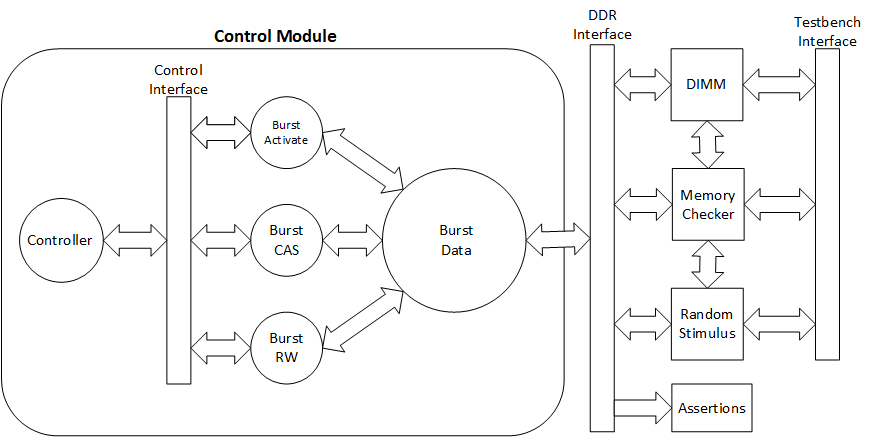 Control Module
DDR
Interface
Testbench
Interface
Control
Interface
Controller
Burst
Activate
Burst
CAS
Burst
RW
Burst
Data
DIMM
Memory
Checker
Random
Stimulus
Assertions